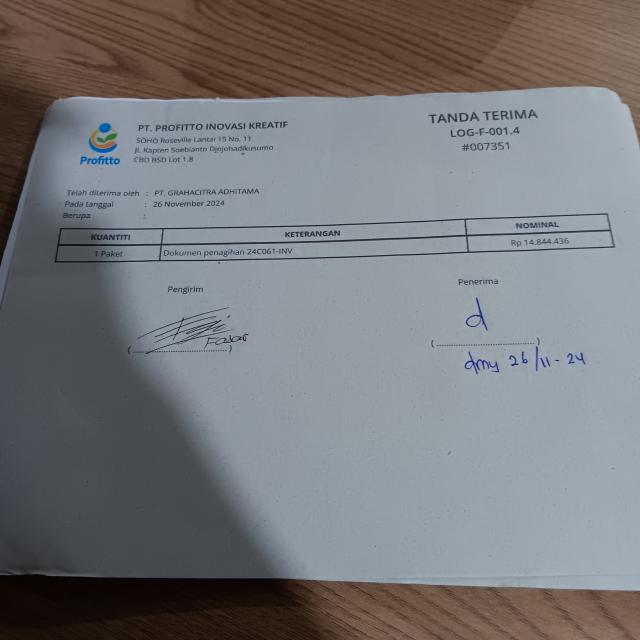 Profitto
PT. PROFITTO INOVASI KREATIF
SOHO Roseville Lantai 15 No. 11
Jl. Kapten Soebianto Djojohadikusumo
CBD BSD Lot 1.8
TANDA TERIMA
LOG-F-001.4
#007351
Telah diterima oleh : PT. GRAHACITRA ADHITAMA
Pada tanggal : 26 November 2024
Berupa :
KUANTITI KETERANGAN NOMINAL
1 Paket Dokumen penagihan 24C061-INV Rp 14.844.436
Pengirim Penerima
d
(............................) (............................)
26/11-24